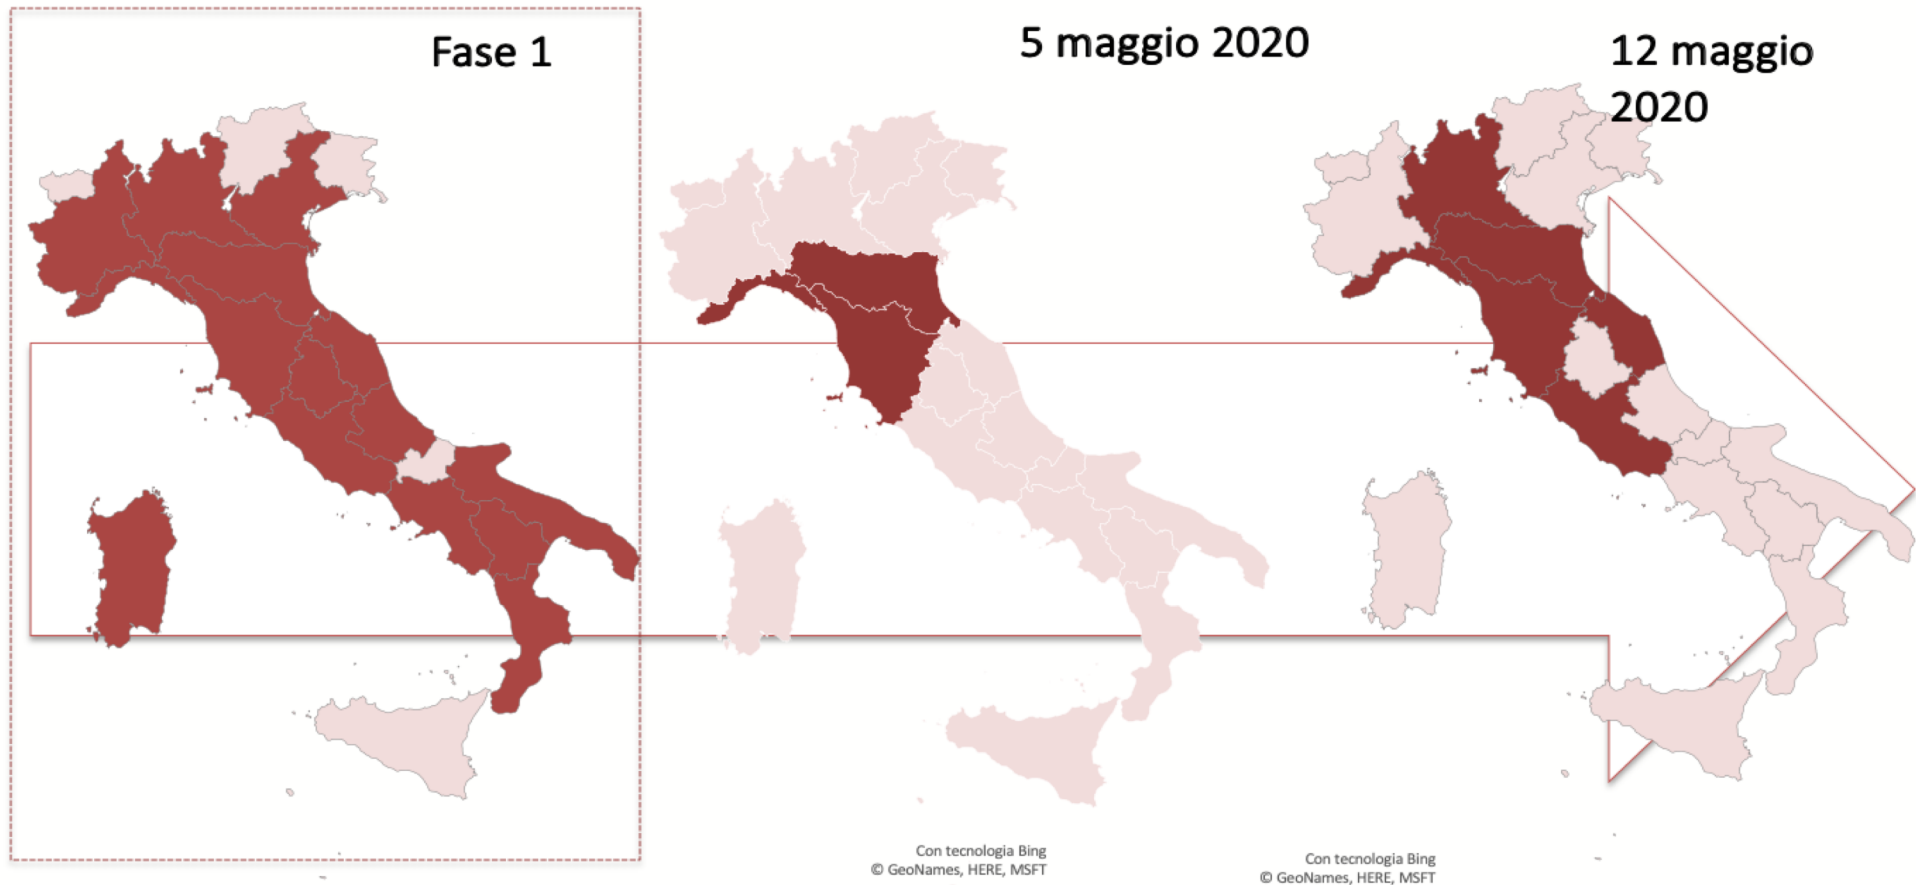 Fase 1
5 maggio 2020
12 maggio
2020
Con tecnologia Bing
© GeoNames, HERE, MSFT
Con tecnologia Bing
© GeoNames, HERE, MSFT